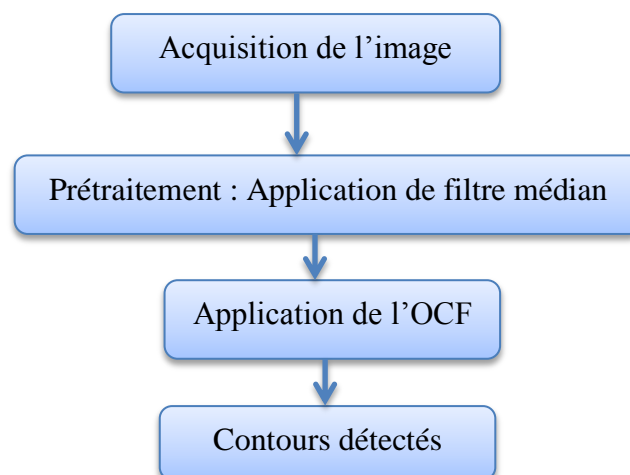 Acquisition de l’image
Prétraitement : Application de filtre médian
Application de l’OCF
Contours détectés